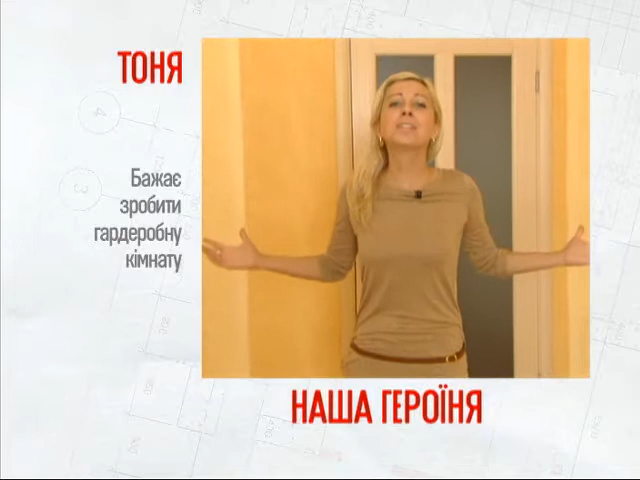 ТОНЯ
Бажає
зробити
гардеробну
кімнату
НАША ГЕРОЇНЯ